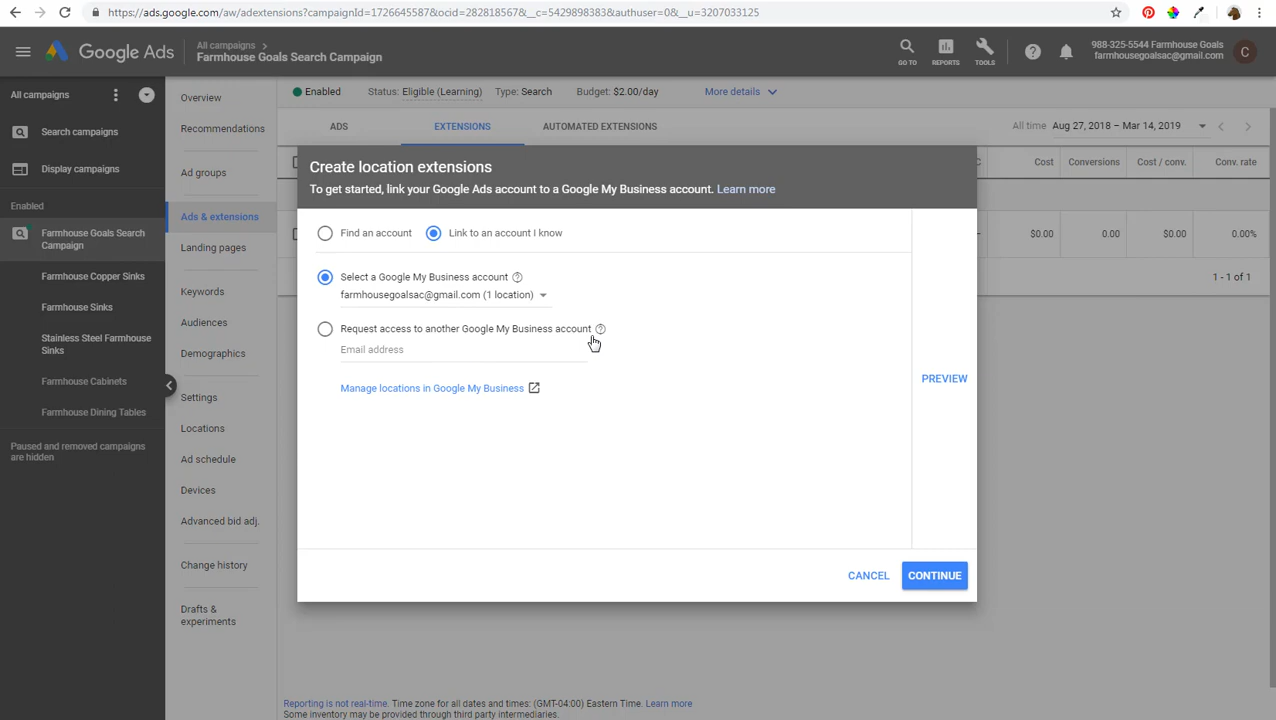 https://ads.google.com/aw/adextensions?campaignId=1726645587&ocid=282818567&__c=5429898383&authuser=0&__u=3207033125
Google Ads
All campaigns
Farmhouse Goals Search Campaign
GO TO
REPORTS
TOOLS
988-325-5544 Farmhouse Goals
farmhousegoalsac@gmail.com
C
All campaigns
Search campaigns
Display campaigns
Enabled
Farmhouse Goals Search
Campaign
Farmhouse Copper Sinks
Farmhouse Sinks
Stainless Steel Farmhouse
Sinks
Farmhouse Cabinets
Farmhouse Dining Tables
Paused and removed campaigns
are hidden
Overview
Recommendations
Ad groups
Ads & extensions
Landing pages
Keywords
Audiences
Demographics
Settings
Locations
Ad schedule
Devices
Advanced bid adj.
Change history
Drafts &
experiments
Enabled
Status: Eligible (Learning)
Type: Search
Budget: $2.00/day
More details
ADS
EXTENSIONS
AUTOMATED EXTENSIONS
All time
Aug 27, 2018 – Mar 14, 2019
Cost
Conversions
Cost / conv.
Conv. rate
$0.00
0.00
$0.00
0.00%
1 - 1 of 1
Create location extensions
To get started, link your Google Ads account to a Google My Business account. Learn more
Find an account
Link to an account I know
Select a Google My Business account
farmhousegoalsac@gmail.com (1 location)
Request access to another Google My Business account
Email address
Manage locations in Google My Business
PREVIEW
CANCEL
CONTINUE
Reporting is not real-time. Time zone for all dates and times: (GMT-04:00) Eastern Time. Learn more
Some inventory may be provided through third party intermediaries.